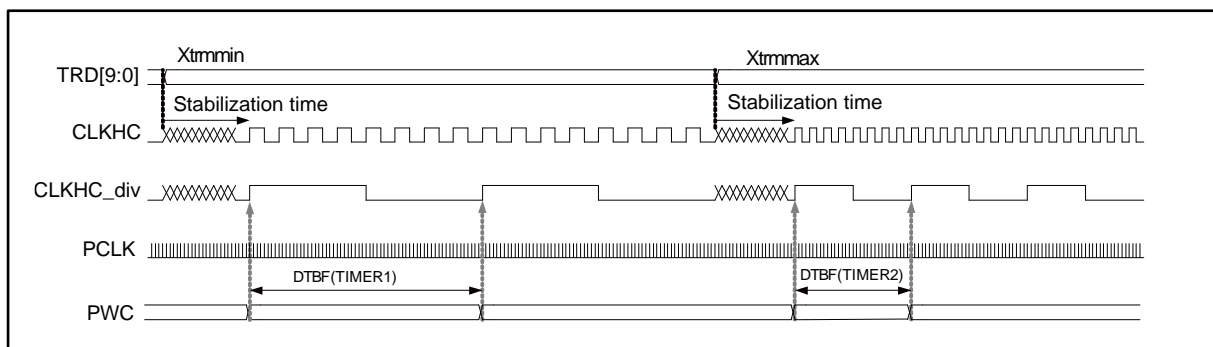 Xtrmmin
Xtrmmax
TRD[9:0]
Stabilization time
Stabilization time
CLKHC
CLKHC_div
PCLK
DTBF(TIMER1)
DTBF(TIMER2)
PWC